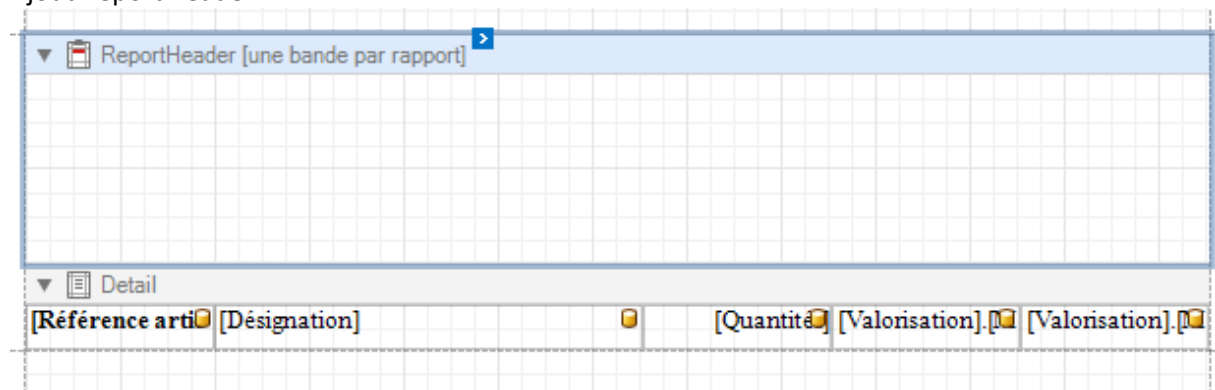 ReportHeader [une bande par rapport]
Detail
[Référence arti [Désignation] [Quantité] [Valorisation].[ [Valorisation].[